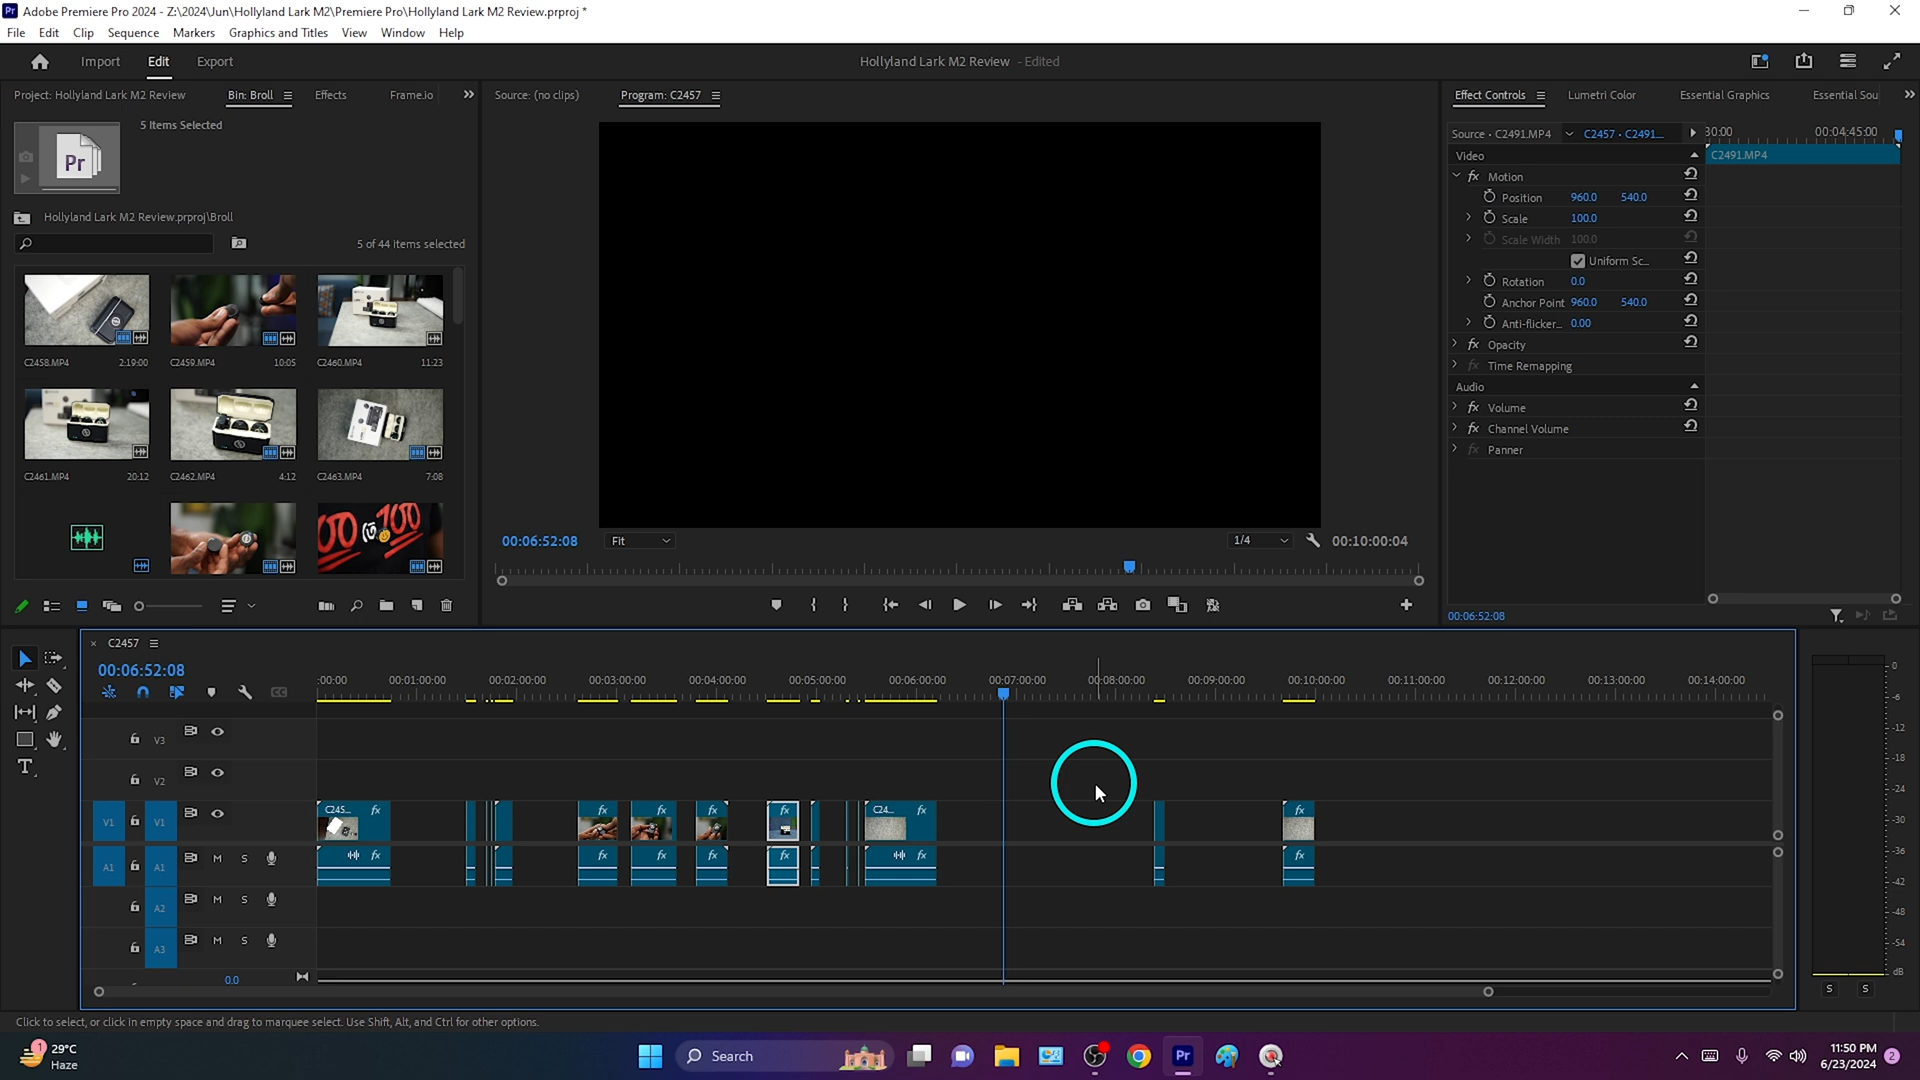 Adobe Premiere Pro 2024 - Z:\2024\Jun\Hollyland Lark M2\Premiere Pro\Hollyland Lark M2 Review.prproj *
File Edit Clip Sequence Markers Graphics and Titles View Window Help
Import Edit Export
Hollyland Lark M2 Review - Edited
Project: Hollyland Lark M2 Review Bin: Broll Effects Frame.io
5 Items Selected
Pr
Hollyland Lark M2 Review.prproj\Broll
5 of 44 items selected
C2458.MP4 2:19:00 C2459.MP4 10:05 C2460.MP4 11:23
C2461.MP4 20:12 C2462.MP4 4:12 C2463.MP4 7:08
Source: (no clips) Program: C2457
00:06:52:08 Fit 1/4 00:10:00:04
Effect Controls Lumetri Color Essential Graphics Essential Sou
Source • C2491.MP4 C2457 • C2491... 30:00 00:04:45:00
Video C2491.MP4
fx Motion
Position 960.0 540.0
Scale 100.0
Scale Width 100.0
Uniform Sc...
Rotation 0.0
Anchor Point 960.0 540.0
Anti-flicker... 0.00
fx Opacity
fx Time Remapping
Audio
fx Volume
fx Channel Volume
fx Panner
00:06:52:08
C2457
00:06:52:08
:00:00 00:01:00:00 00:02:00:00 00:03:00:00 00:04:00:00 00:05:00:00 00:06:00:00 00:07:00:00 00:08:00:00 00:09:00:00 00:10:00:00 00:11:00:00 00:12:00:00 00:13:00:00 00:14:00:00
V3
V2
V1 V1 C245... fx fx fx fx fx C24... fx fx
A1 A1 M S fx fx fx fx fx fx fx
A2 M S
A3 M S
0.0
0
-6
-12
-18
-24
-30
-36
-42
-48
-54
dB
S S
Click to select, or click in empty space and drag to marquee select. Use Shift, Alt, and Ctrl for other options.
1
29°C
Haze
Search
Pr
11:50 PM
6/23/2024
2